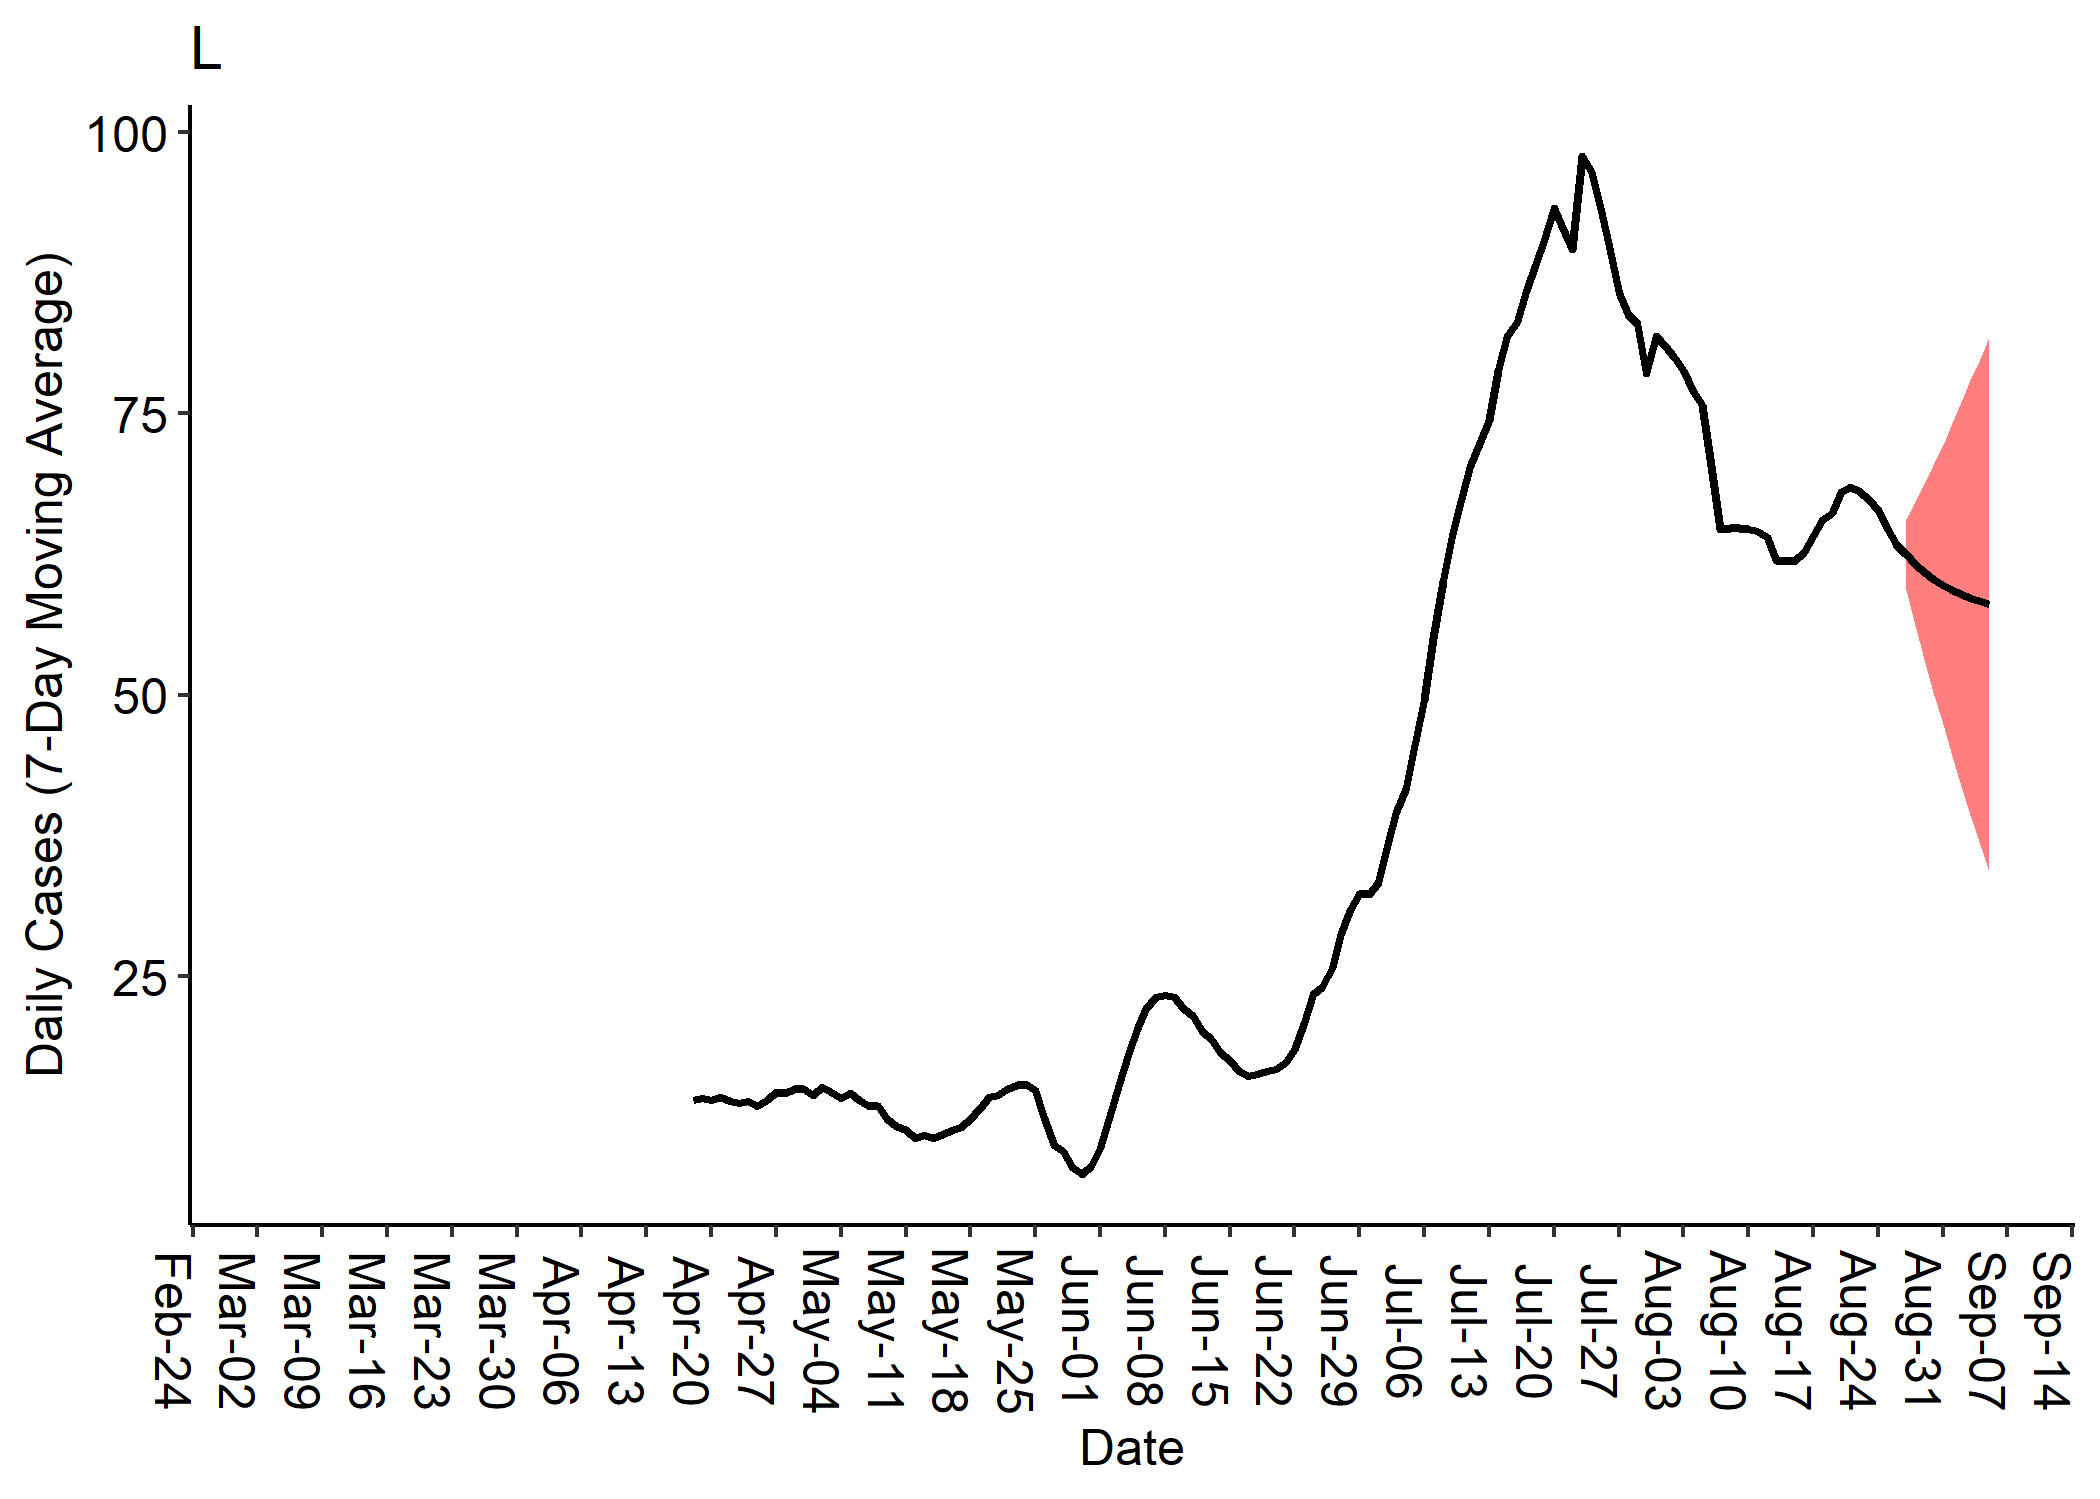 L
Daily Cases (7-Day Moving Average)
100
75
50
25
Feb-24
Mar-02
Mar-09
Mar-16
Mar-23
Mar-30
Apr-06
Apr-13
Apr-20
Apr-27
May-04
May-11
May-18
May-25
Jun-01
Jun-08
Jun-15
Jun-22
Jun-29
Jul-06
Jul-13
Jul-20
Jul-27
Aug-03
Aug-10
Aug-17
Aug-24
Aug-31
Sep-07
Sep-14
Date